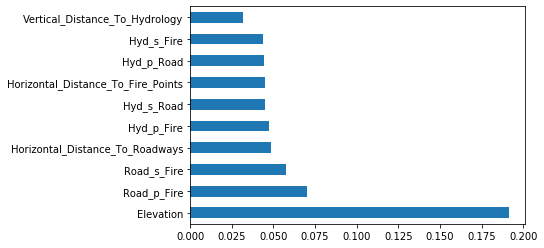 Vertical_Distance_To_Hydrology
Hyd_s_Fire
Hyd_p_Road
Horizontal_Distance_To_Fire_Points
Hyd_s_Road
Hyd_p_Fire
Horizontal_Distance_To_Roadways
Road_s_Fire
Road_p_Fire
Elevation
0.000 0.025 0.050 0.075 0.100 0.125 0.150 0.175 0.200